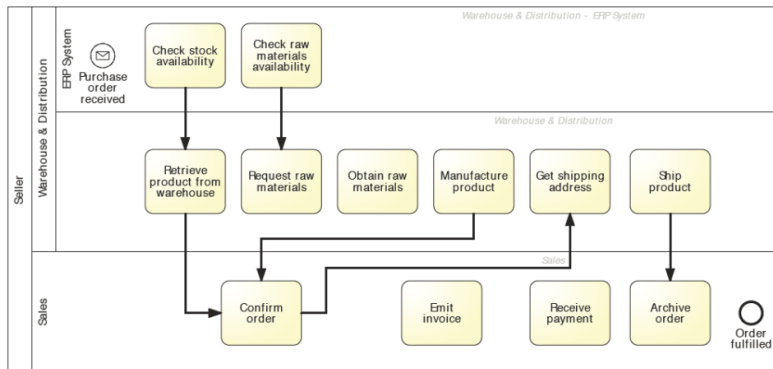 Warehouse & Distribution - ERP System
Seller
Warehouse & Distribution
ERP System
Purchase
order
received
Check stock
availability
Check raw
materials
availability
Warehouse & Distribution
Retrieve
product from
warehouse
Request raw
materials
Obtain raw
materials
Manufacture
product
Get shipping
address
Ship
product
Sales
Sales
Confirm
order
Emit
invoice
Receive
payment
Archive
order
Order
fulfilled